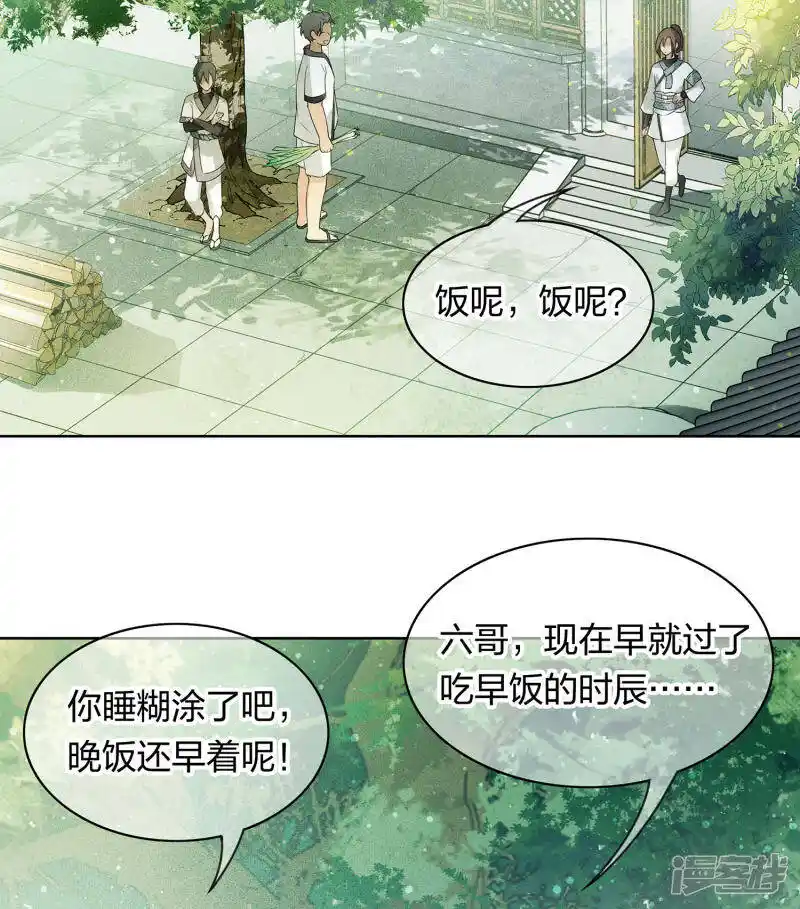 饭呢，饭呢？
六哥，现在早就过了
吃早饭的时辰……
你睡糊涂了吧，
晚饭还早着呢！
漫客栈